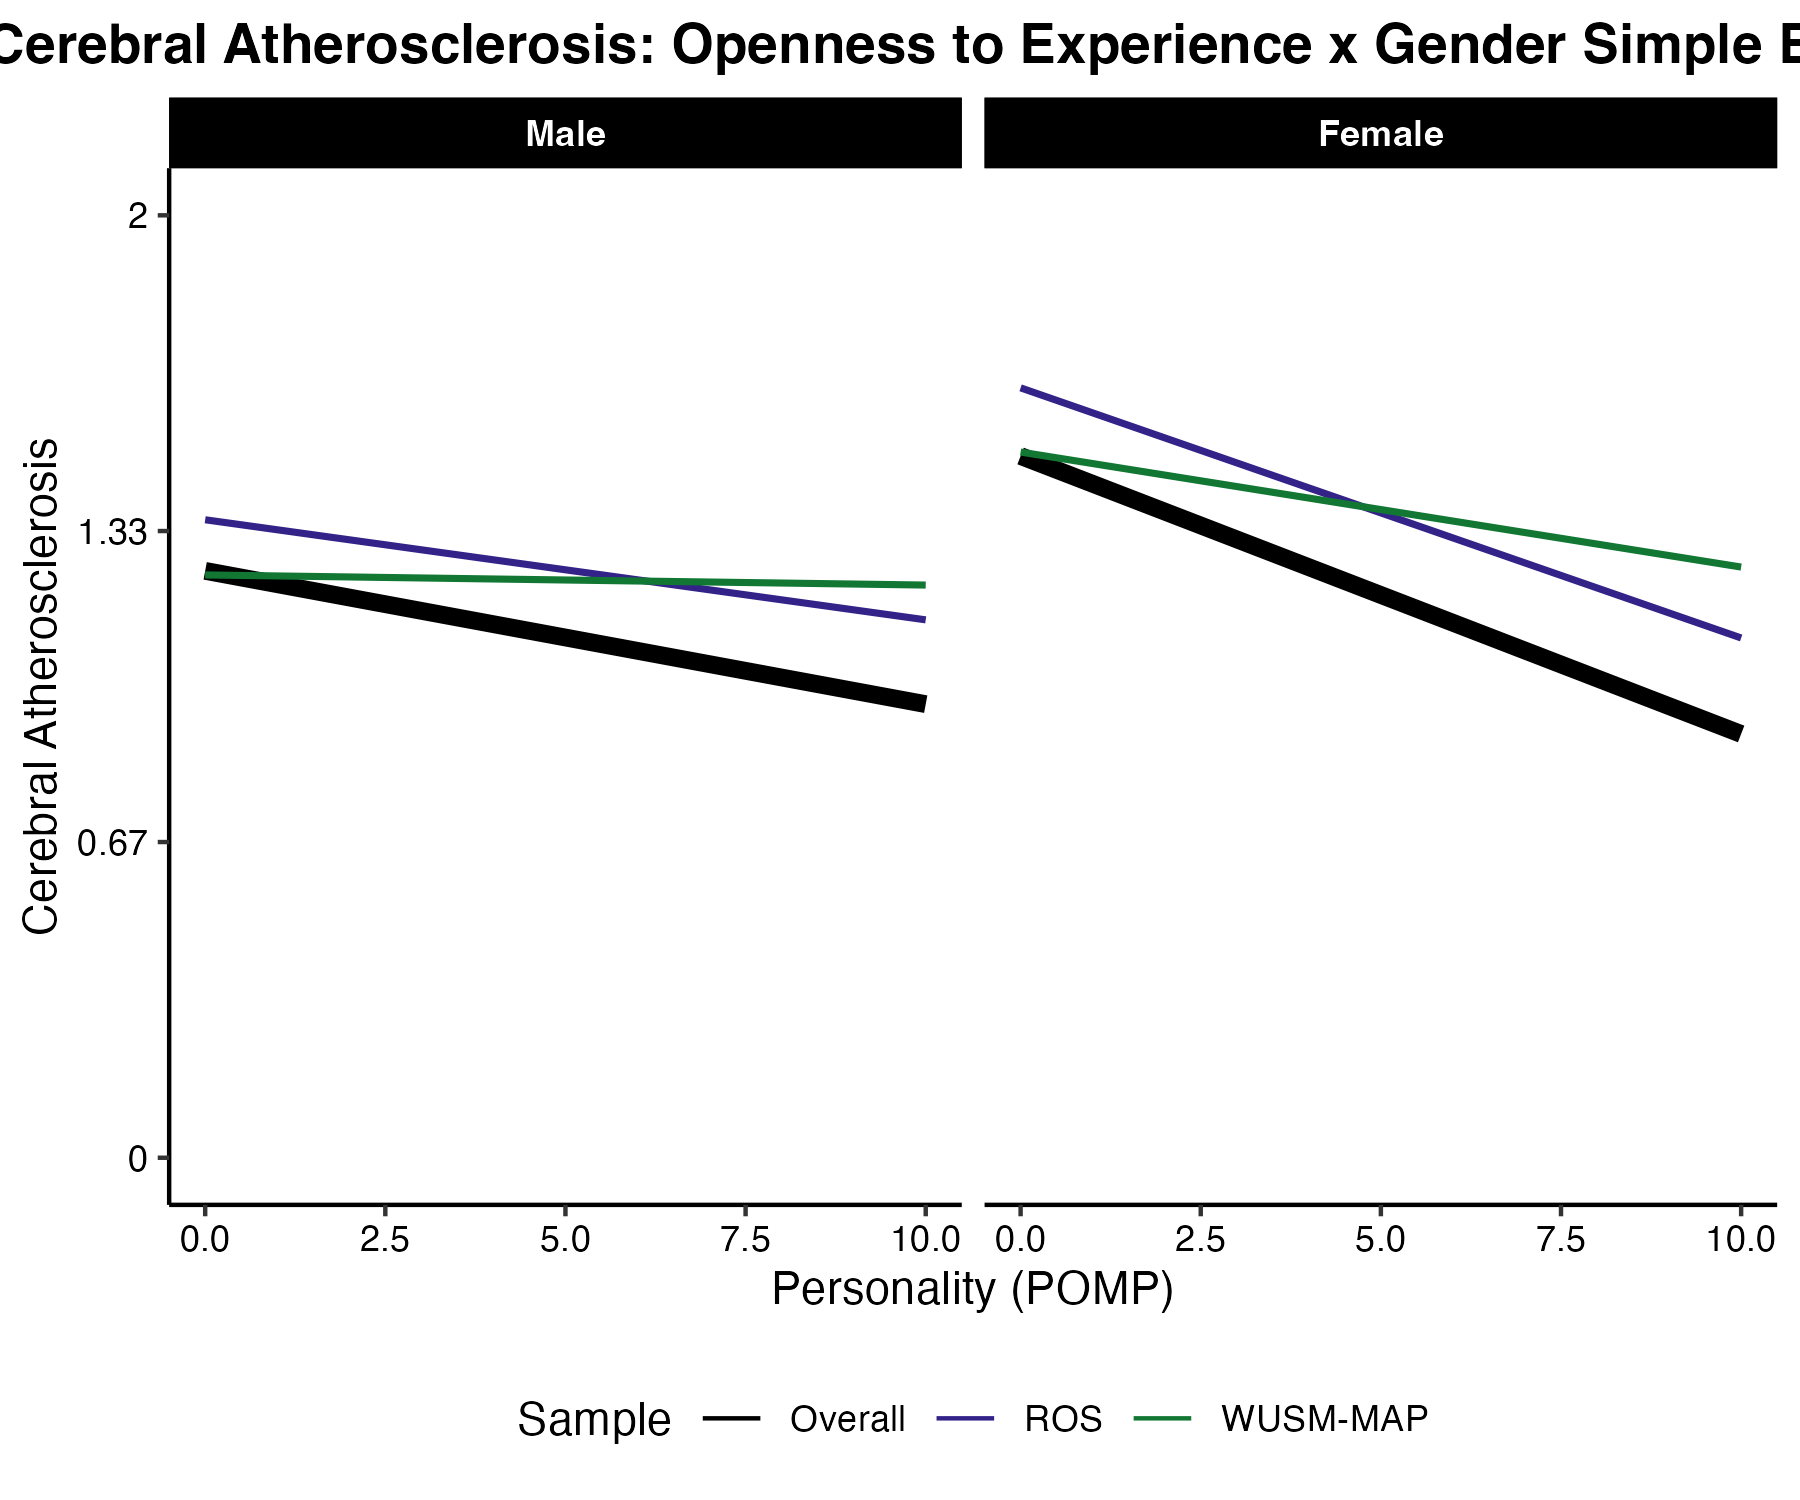 Cerebral Atherosclerosis: Openness to Experience x Gender Simple
Male
Female
Cerebral Atherosclerosis
2
1.33
0.67
0
0.0 2.5 5.0 7.5 10.0
0.0 2.5 5.0 7.5 10.0
Personality (POMP)
Sample Overall ROS WUSM-MAP